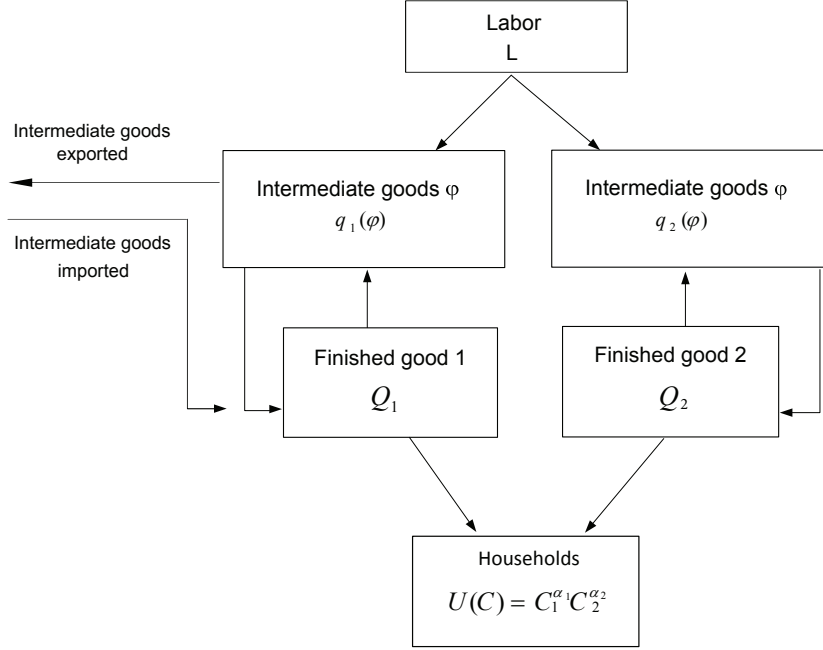 Labor
L
Intermediate goods
exported
Intermediate goods φ
q₁(φ)
Intermediate goods φ
q₂(φ)
Intermediate goods
imported
Finished good 1
Q₁
Finished good 2
Q₂
Households
U(C) = C₁^α₁ C₂^α₂